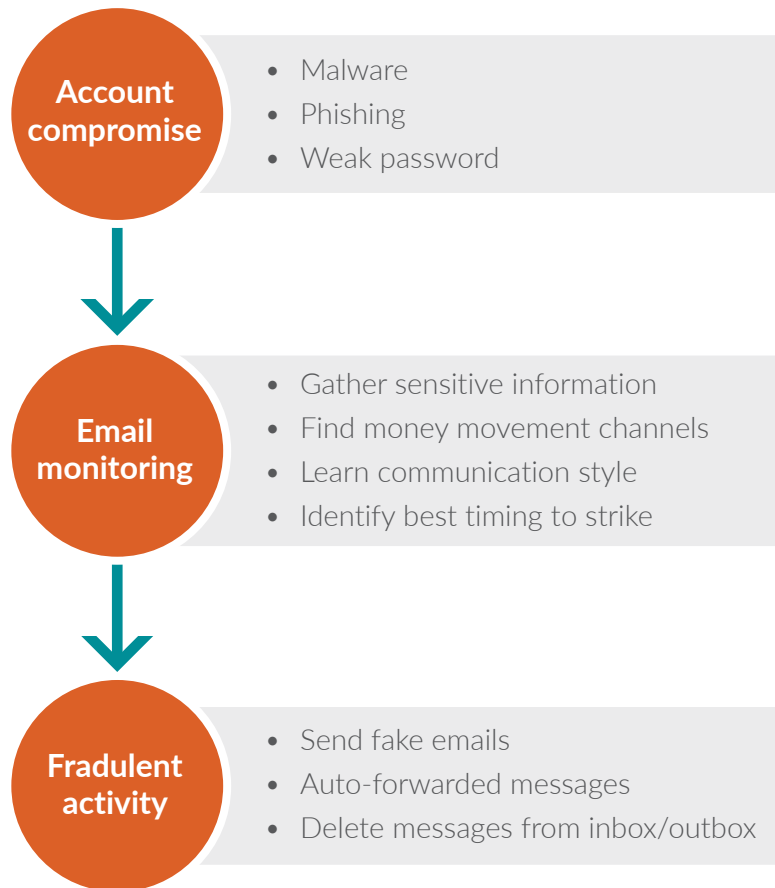 Account
compromise
• Malware
• Phishing
• Weak password
Email
monitoring
• Gather sensitive information
• Find money movement channels
• Learn communication style
• Identify best timing to strike
Fradulent
activity
• Send fake emails
• Auto-forwarded messages
• Delete messages from inbox/outbox